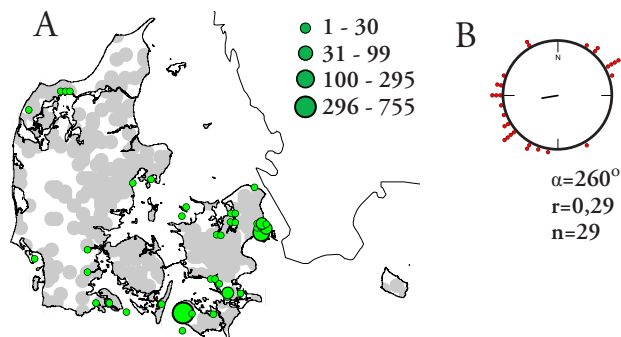 A
1 - 30
31 - 99
100 - 295
296 - 755
B
N
α=260°
r=0,29
n=29